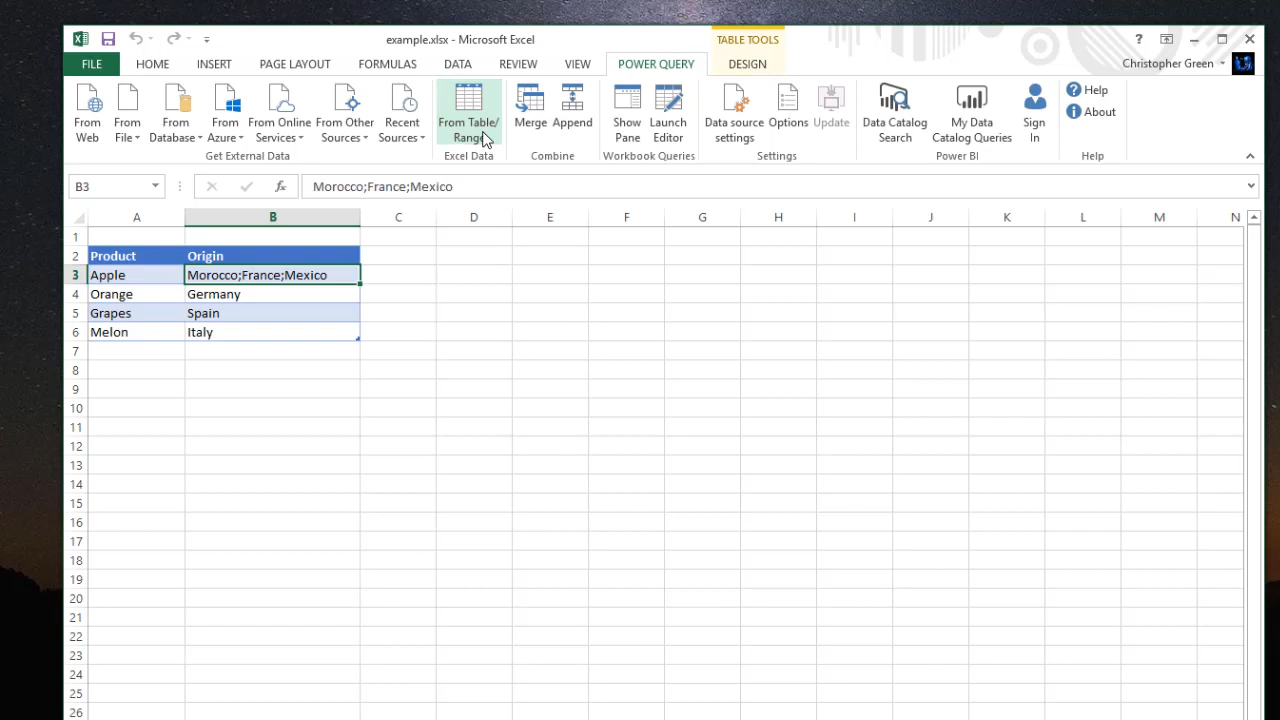 example.xlsx - Microsoft Excel
TABLE TOOLS
?
FILE HOME INSERT PAGE LAYOUT FORMULAS DATA REVIEW VIEW POWER QUERY DESIGN
Christopher Green
From Web
From File
From Database
From Azure
From Online Services
From Other Sources
Recent Sources
Get External Data
From Table/ Range
Excel Data
Merge
Append
Combine
Show Pane
Launch Editor
Workbook Queries
Data source settings
Options
Update
Settings
Data Catalog Search
My Data Catalog Queries
Sign In
Power BI
Help
About
Help
B3
fx
Morocco;France;Mexico
A B C D E F G H I J K L M N
1
2 Product Origin
3 Apple Morocco;France;Mexico
4 Orange Germany
5 Grapes Spain
6 Melon Italy
7
8
9
10
11
12
13
14
15
16
17
18
19
20
21
22
23
24
25
26